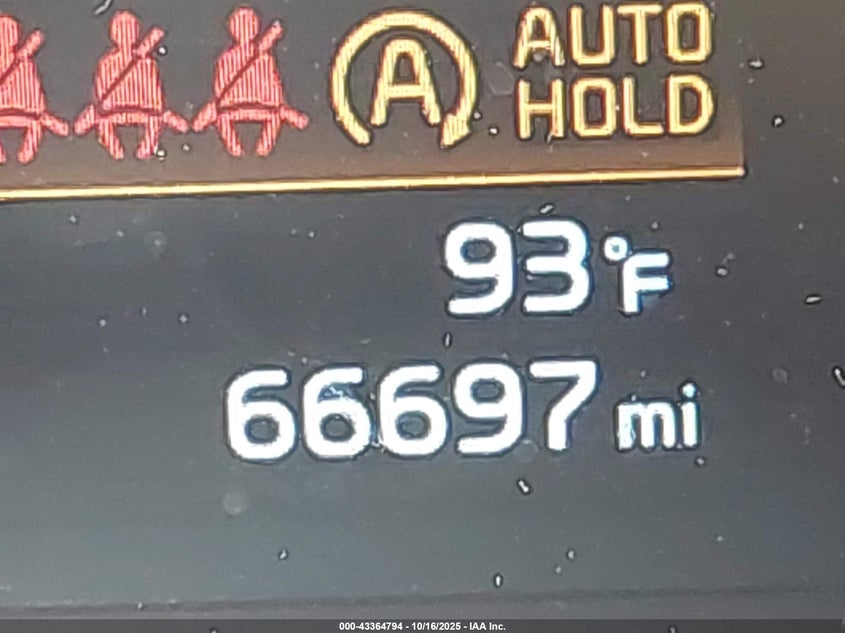 A AUTO
HOLD
93°F
66697 mi
000-43364794 - 10/16/2025 - IAA Inc.